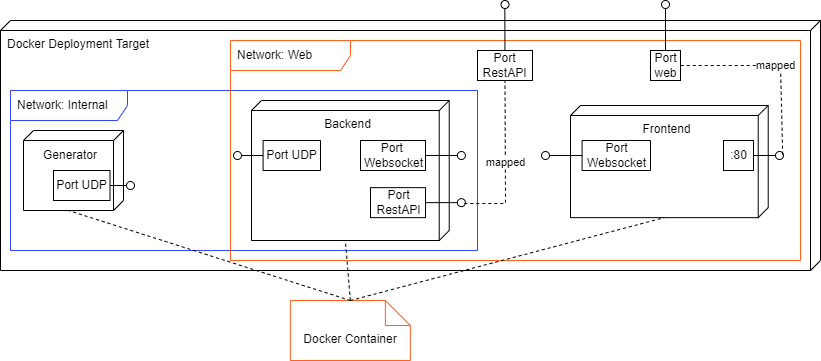 Docker Deployment Target
Network: Web
Port
RestAPI
Port
web
mapped
Network: Internal
Generator
Port UDP
Backend
Port UDP
Port
Websocket
Port
RestAPI
mapped
Frontend
Port
Websocket
:80
Docker Container